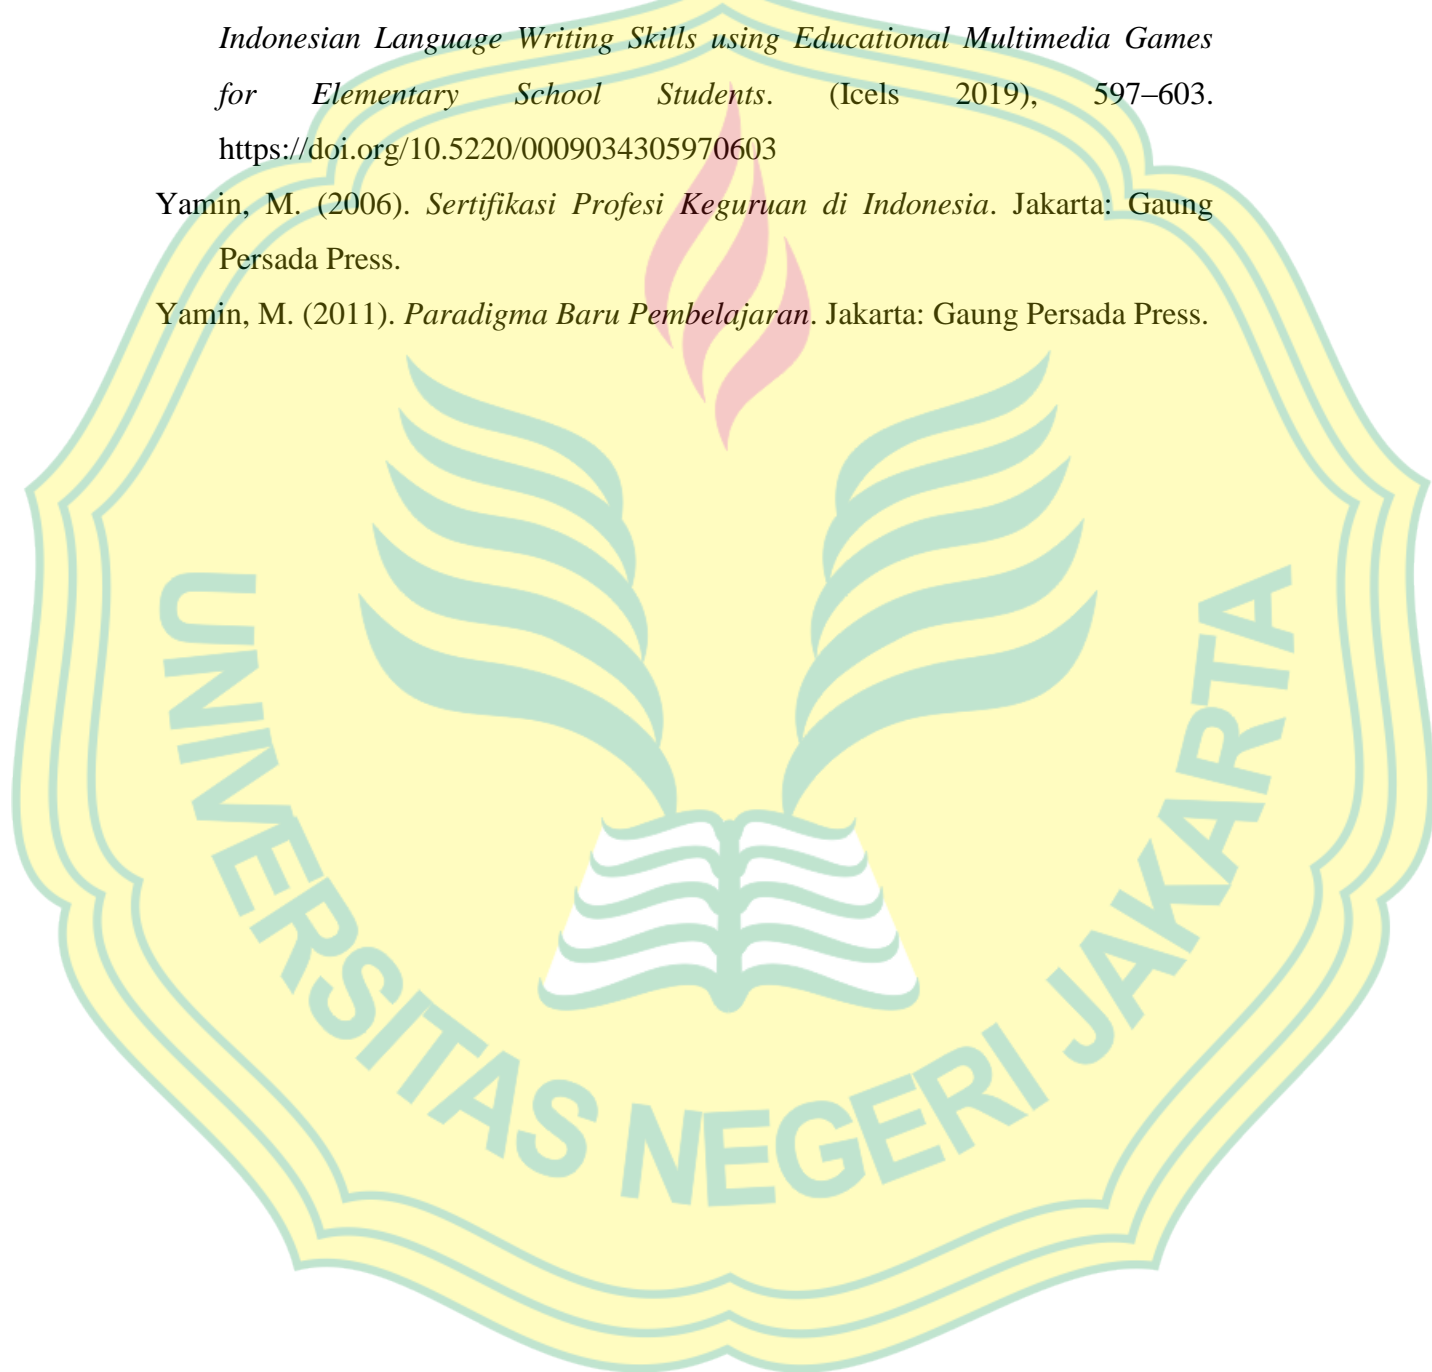 Indonesian Language Writing Skills using Educational Multimedia Games
for Elementary School Students. (Icels 2019), 597–603.
https://doi.org/10.5220/0009034305970603
Yamin, M. (2006). Sertifikasi Profesi Keguruan di Indonesia. Jakarta: Gaung
Persada Press.
Yamin, M. (2011). Paradigma Baru Pembelajaran. Jakarta: Gaung Persada Press.
UNIVERSITAS NEGERI JAKARTA